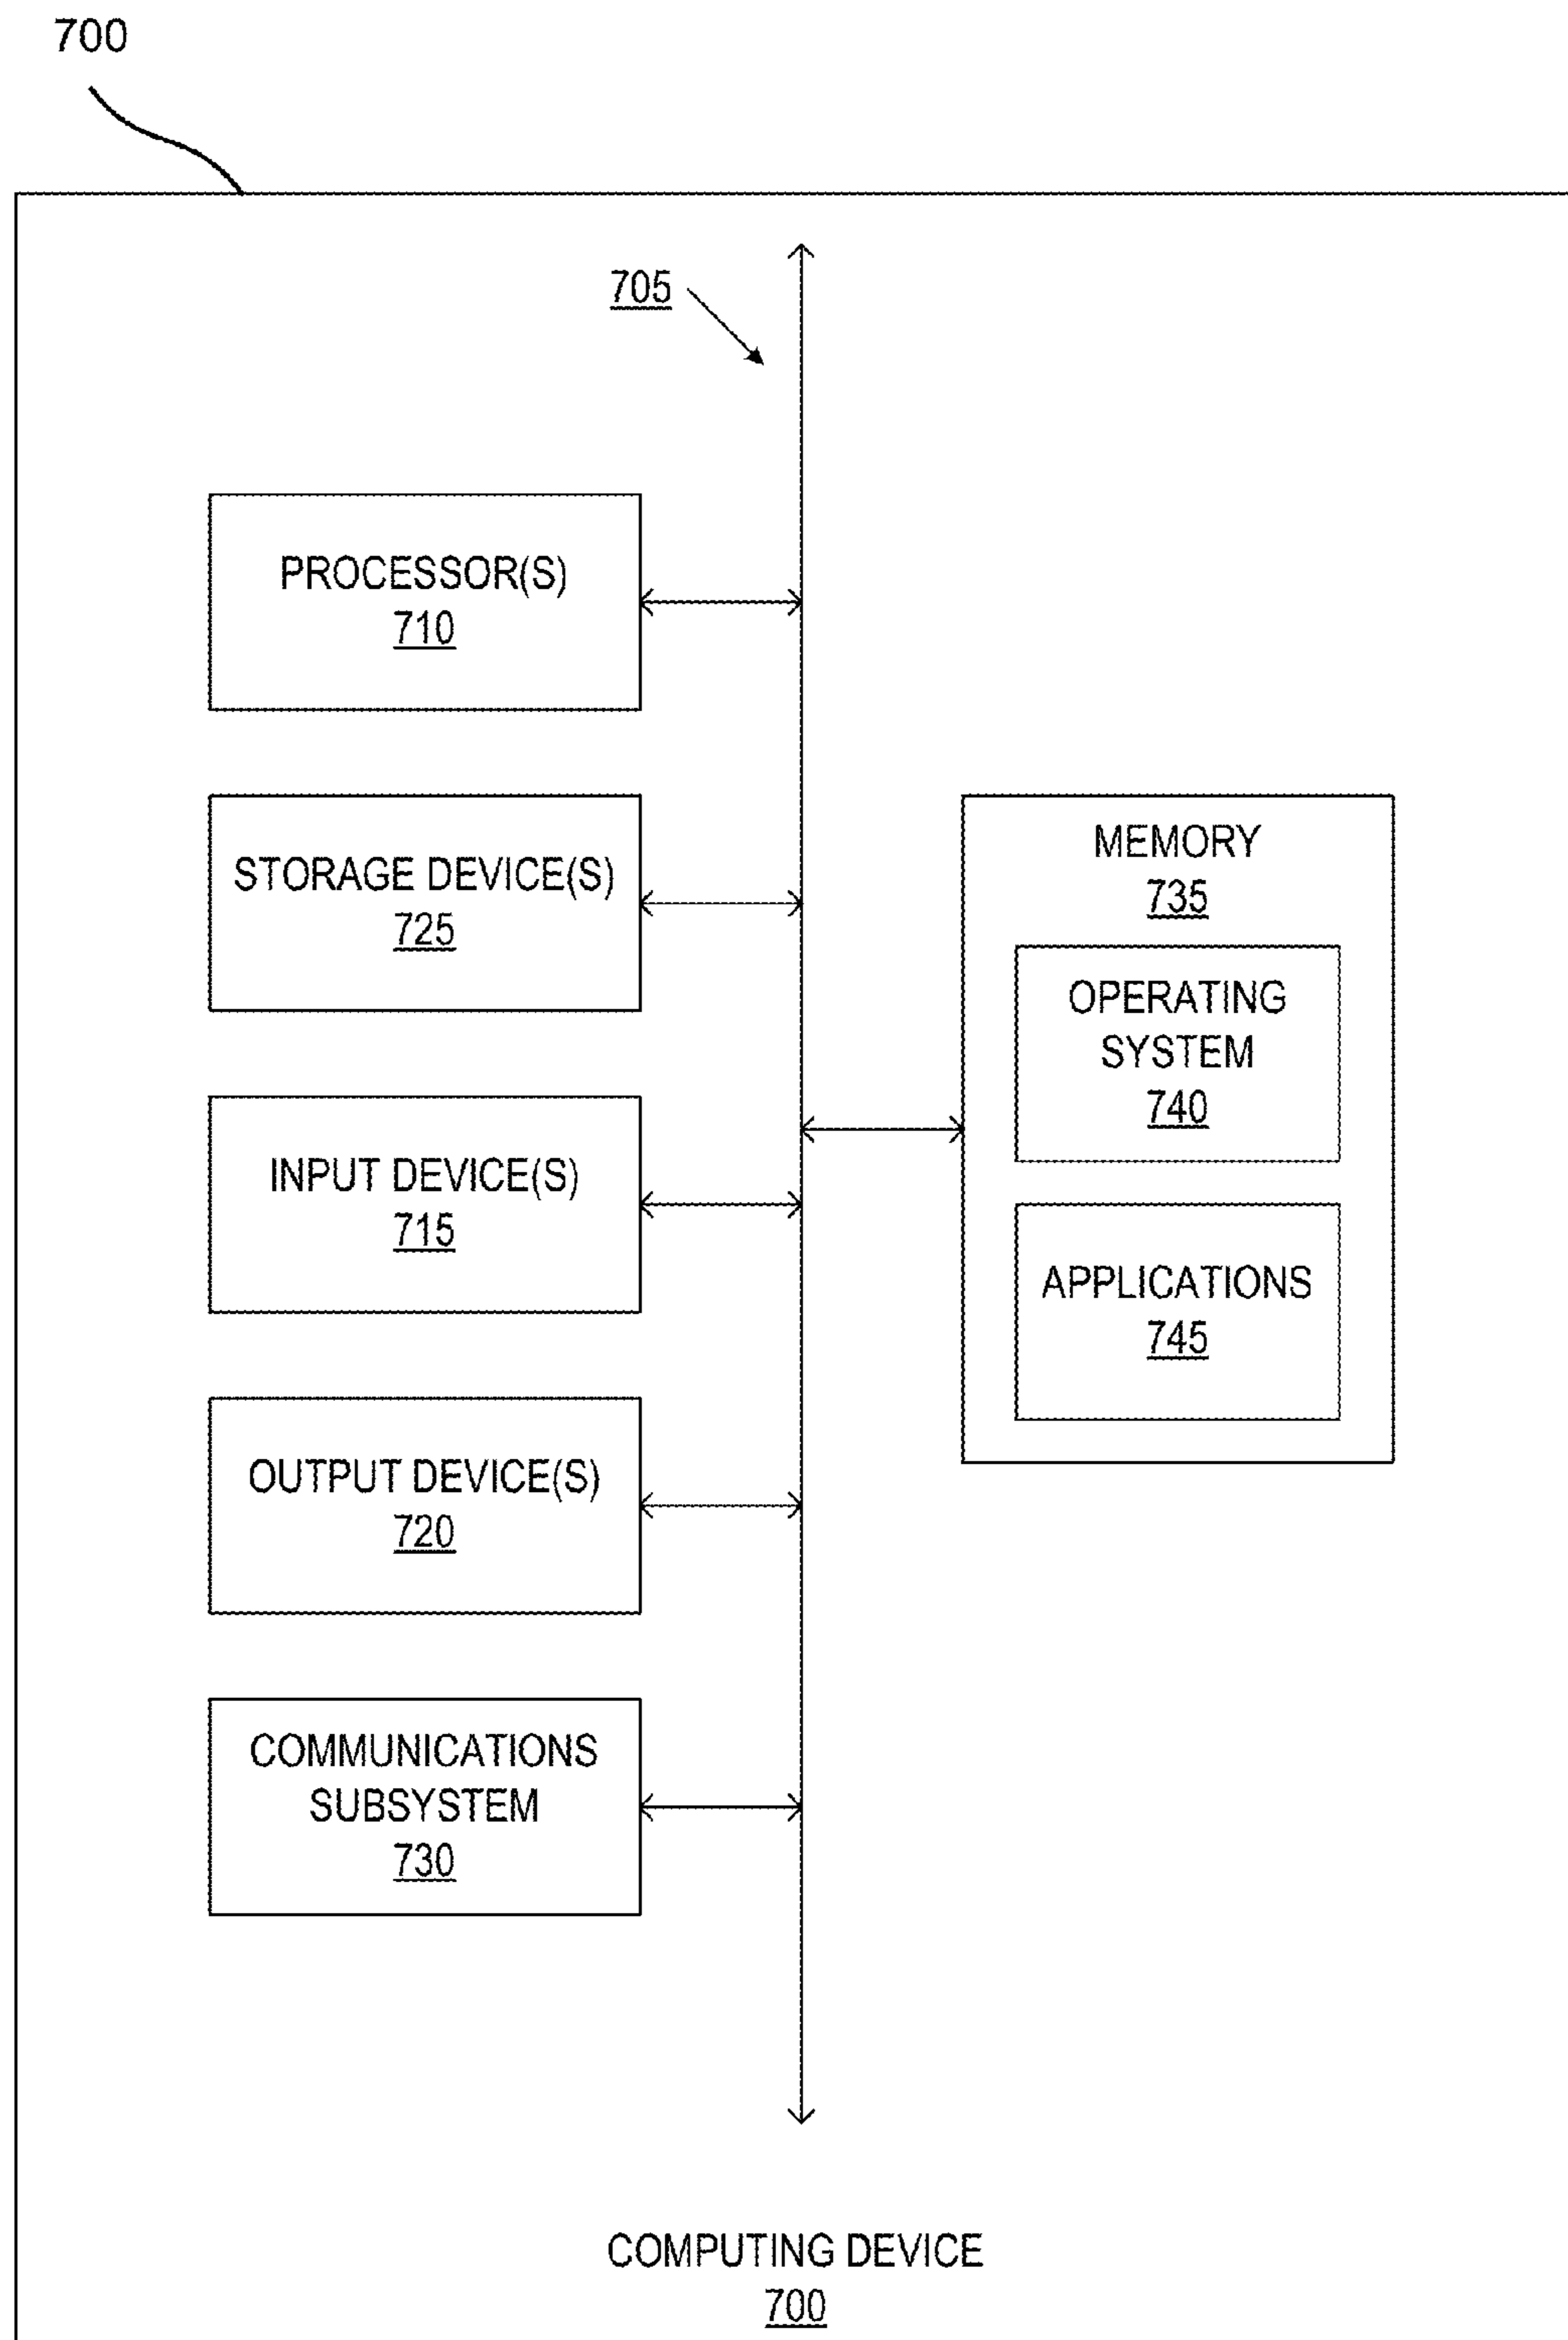 700
705
PROCESSOR(S)
710
STORAGE DEVICE(S)
725
INPUT DEVICE(S)
715
OUTPUT DEVICE(S)
720
COMMUNICATIONS
SUBSYSTEM
730
MEMORY
735
OPERATING
SYSTEM
740
APPLICATIONS
745
COMPUTING DEVICE
700